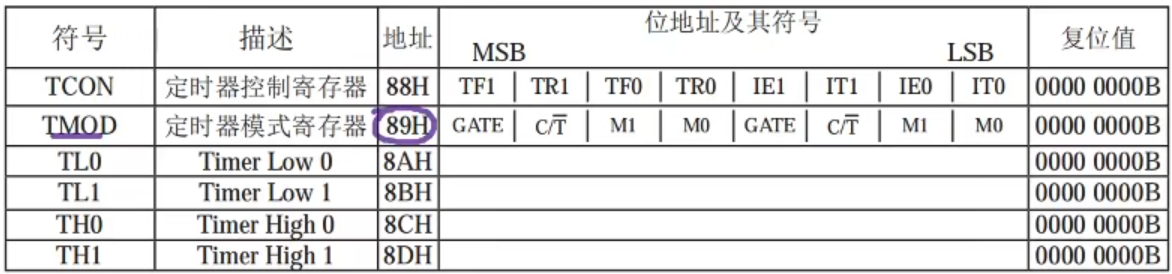 符号 描述 地址 位地址及其符号 复位值
MSB LSB
TCON 定时器控制寄存器 88H TF1 TR1 TF0 TR0 IE1 IT1 IE0 IT0 0000 0000B
TMOD 定时器模式寄存器 89H GATE C/T̅ M1 M0 GATE C/T̅ M1 M0 0000 0000B
TL0 Timer Low 0 8AH 0000 0000B
TL1 Timer Low 1 8BH 0000 0000B
TH0 Timer High 0 8CH 0000 0000B
TH1 Timer High 1 8DH 0000 0000B